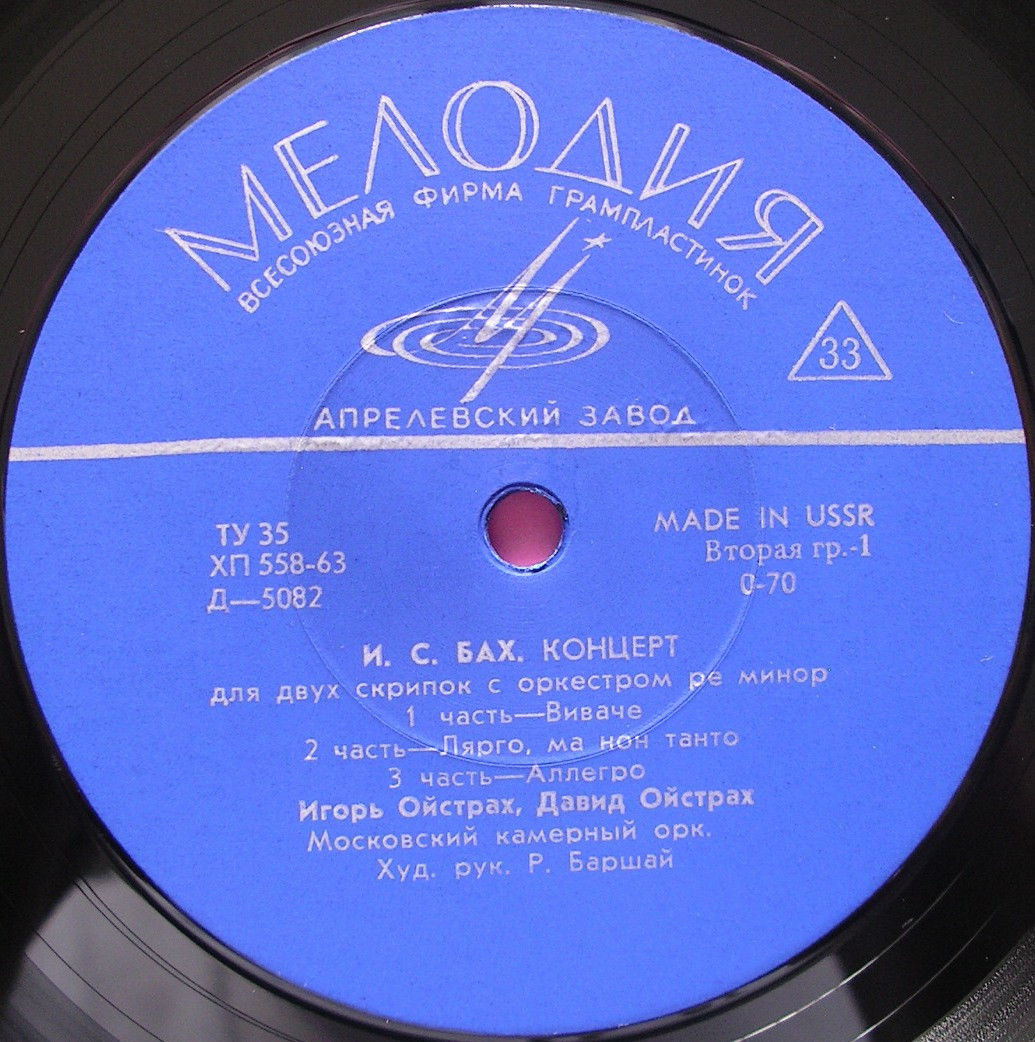 МЕЛОДИЯ
ВСЕСОЮЗНАЯ ФИРМА ГРАМПЛАСТИНОК
33
АПРЕЛЕВСКИЙ ЗАВОД
ТУ 35
ХП 558-63
Д—5082
MADE IN USSR
Вторая гр.-1
0-70
И. С. БАХ. КОНЦЕРТ
для двух скрипок с оркестром ре минор
1 часть—Виваче
2 часть—Лярго, ма нон танто
3 часть—Аллегро
Игорь Ойстрах, Давид Ойстрах
Московский камерный орк.
Худ. рук. Р. Баршай